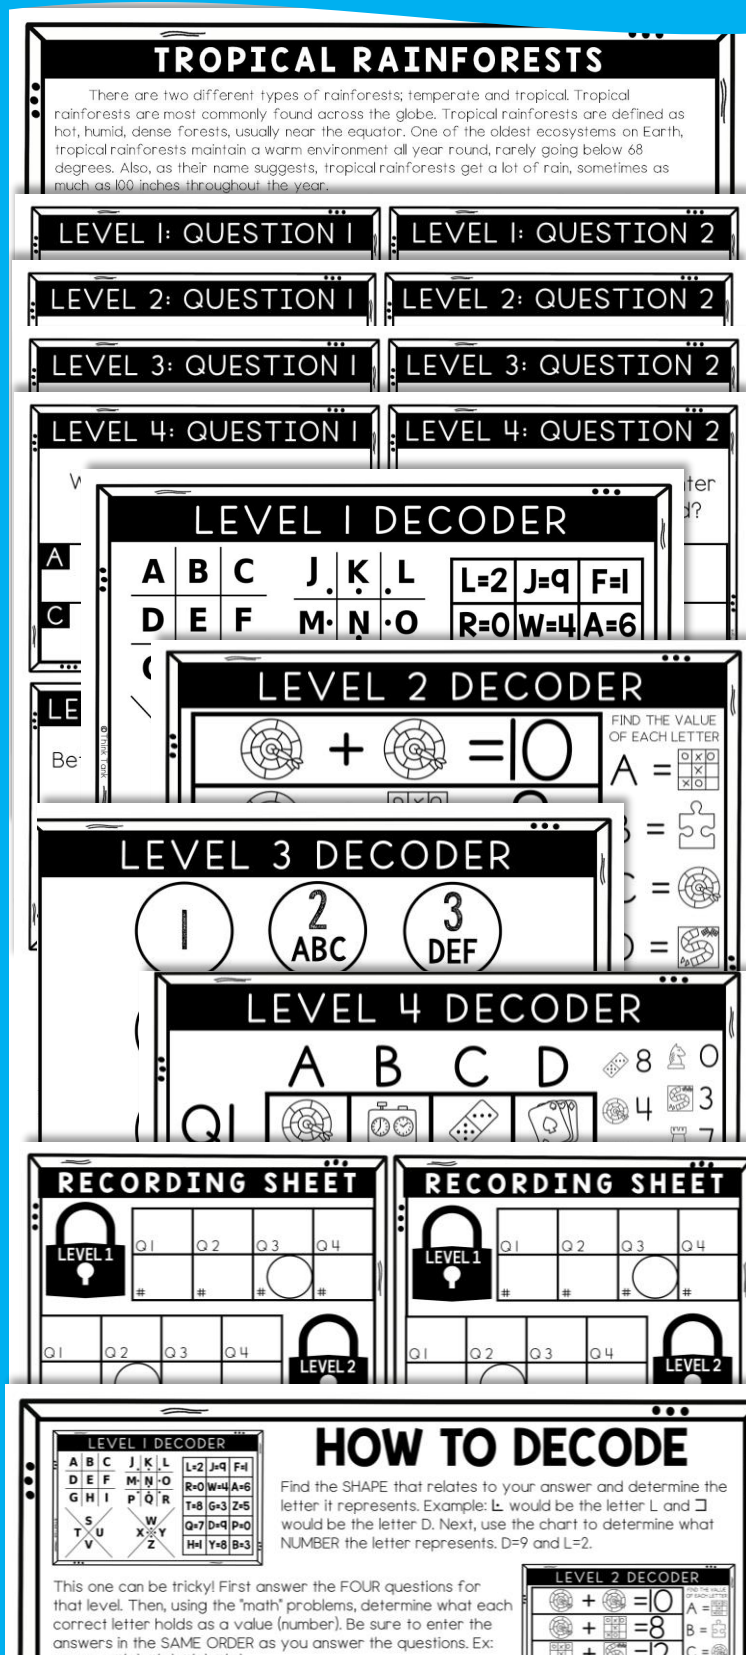 TROPICAL RAINFORESTS
There are two different types of rainforests; temperate and tropical. Tropical
rainforests are most commonly found across the globe. Tropical rainforests are defined as
hot, humid, dense forests, usually near the equator. One of the oldest ecosystems on Earth,
tropical rainforests maintain a warm environment all year round, rarely going below 68
degrees. Also, as their name suggests, tropical rainforests get a lot of rain, sometimes as
much as 100 inches throughout the year.
LEVEL 1: QUESTION 1
LEVEL 1: QUESTION 2
LEVEL 2: QUESTION 1
LEVEL 2: QUESTION 2
LEVEL 3: QUESTION 1
LEVEL 3: QUESTION 2
LEVEL 4: QUESTION 1
LEVEL 4: QUESTION 2
A
C
LEVEL 1 DECODER
A B C J K L L=2 J=9 F=1
D E F M N O R=0 W=4 A=6
© Think Tank
LEVEL 2 DECODER
+ =10
FIND THE VALUE
OF EACH LETTER
A =
=
=
=
LEVEL 3 DECODER
1 2 3
ABC DEF
LEVEL 4 DECODER
A B C D
8 0
4 3
Q1
7
RECORDING SHEET
LEVEL 1
Q1 Q2 Q3 Q4
# # # #
Q1 Q2 Q3 Q4
LEVEL 2
RECORDING SHEET
LEVEL 1
Q1 Q2 Q3 Q4
# # # #
Q1 Q2 Q3 Q4
LEVEL 2
HOW TO DECODE
LEVEL 1 DECODER
A B C J K L L=2 J=9 F=1
D E F M N O R=0 W=4 A=6
G H I P Q R T=8 G=3 Z=5
S W Q=7 D=9 P=0
T U X Y
V Z H=1 Y=8 B=3
Find the SHAPE that relates to your answer and determine the
letter it represents. Example: would be the letter L and
would be the letter D. Next, use the chart to determine what
NUMBER the letter represents. D=9 and L=2.
This one can be tricky! First answer the FOUR questions for
that level. Then, using the "math" problems, determine what each
correct letter holds as a value (number). Be sure to enter the
answers in the SAME ORDER as you answer the questions. Ex:
LEVEL 2 DECODER
+ =10
FIND THE VALUE
OF EACH LETTER
A =
+ =8
B =
+ =12
C =